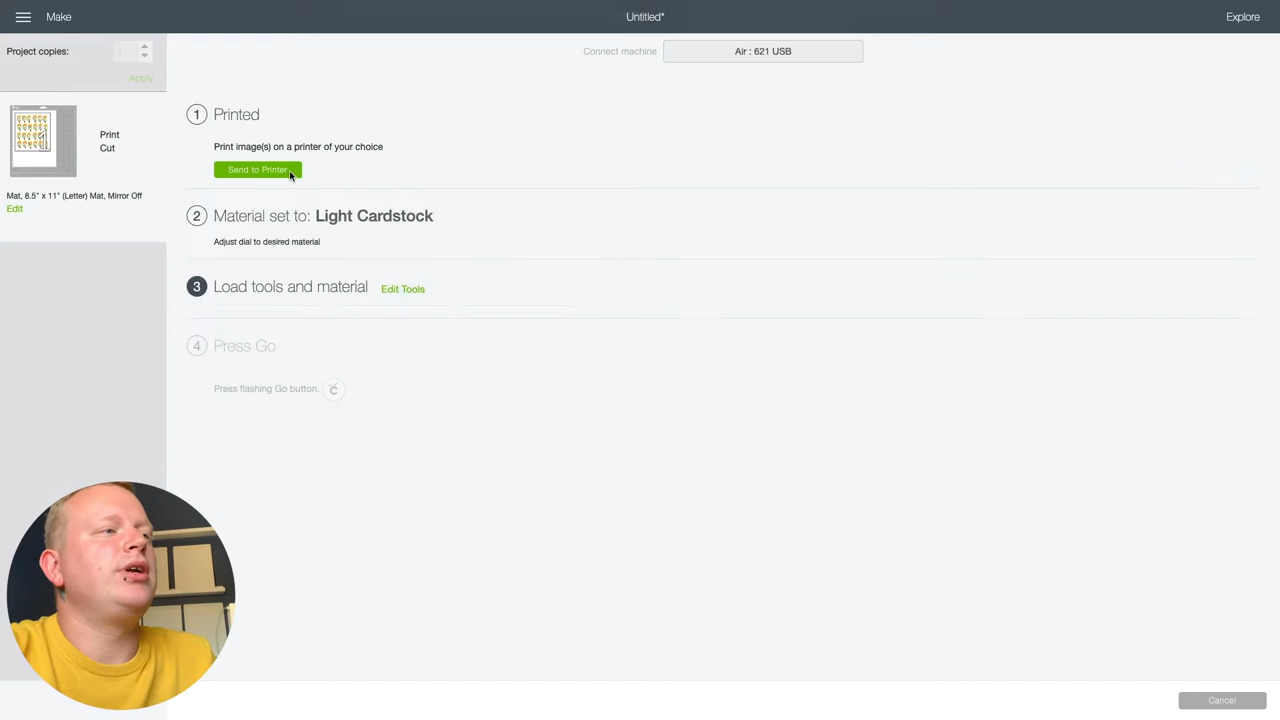 Make
Untitled*
Explore
Project copies:
1
Apply
Connect machine
Air : 621 USB
Print
Cut
Mat, 8.5" x 11" (Letter) Mat, Mirror Off
Edit
1 Printed
Print image(s) on a printer of your choice
Send to Printer
2 Material set to: Light Cardstock
Adjust dial to desired material
3 Load tools and material Edit Tools
4 Press Go
Press flashing Go button.
Cancel